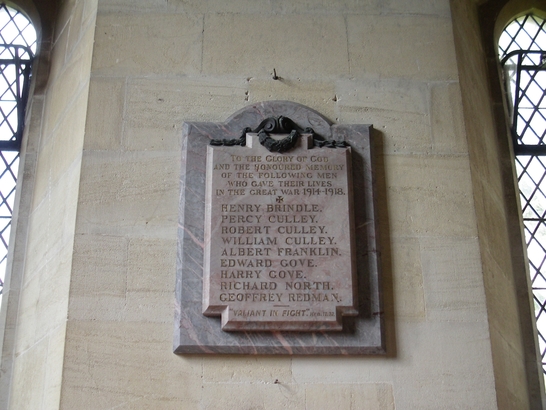 TO THE GLORY OF GOD
AND THE HONOURED MEMORY
OF THE FOLLOWING MEN
WHO GAVE THEIR LIVES
IN THE GREAT WAR 1914-1918.
HENRY BRINDLE.
PERCY CULLEY.
ROBERT CULLEY.
WILLIAM CULLEY.
ALBERT FRANKLIN.
EDWARD GOVE.
HARRY GOVE.
RICHARD NORTH.
GEOFFREY REDMAN.
"VALIANT IN FIGHT"